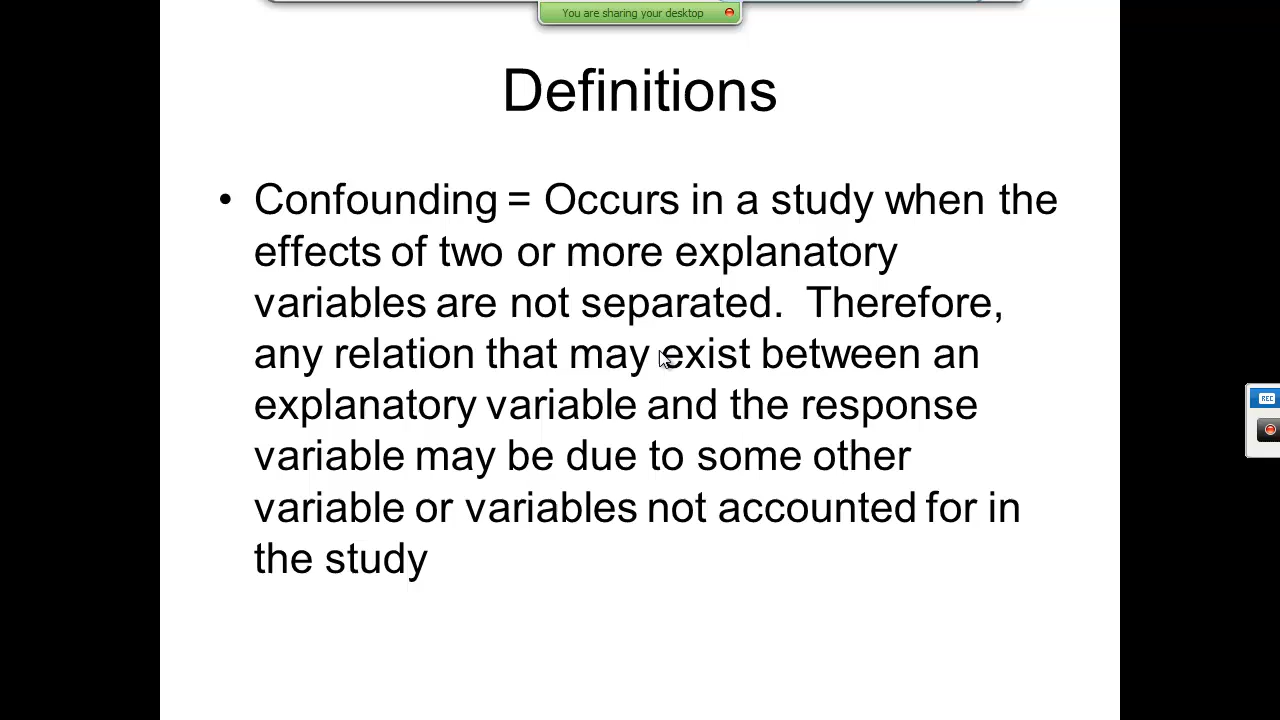 You are sharing your desktop
Definitions
• Confounding = Occurs in a study when the
effects of two or more explanatory
variables are not separated.  Therefore,
any relation that may exist between an
explanatory variable and the response
variable may be due to some other
variable or variables not accounted for in
the study
REC